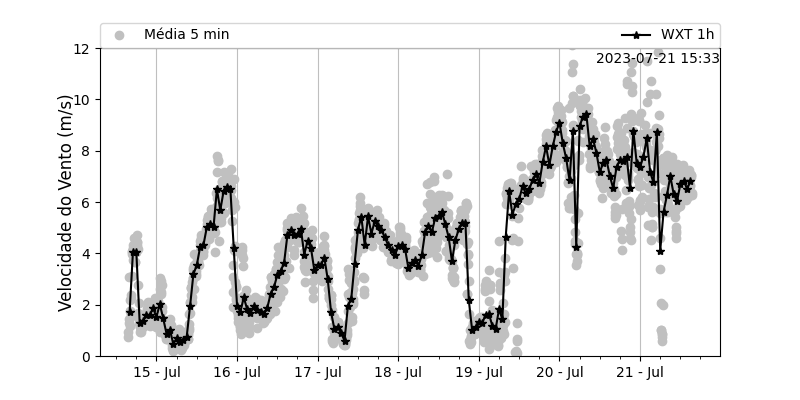 Média 5 min
WXT 1h
2023-07-21 15:33
Velocidade do Vento (m/s)
12
10
8
6
4
2
0
15 - Jul
16 - Jul
17 - Jul
18 - Jul
19 - Jul
20 - Jul
21 - Jul